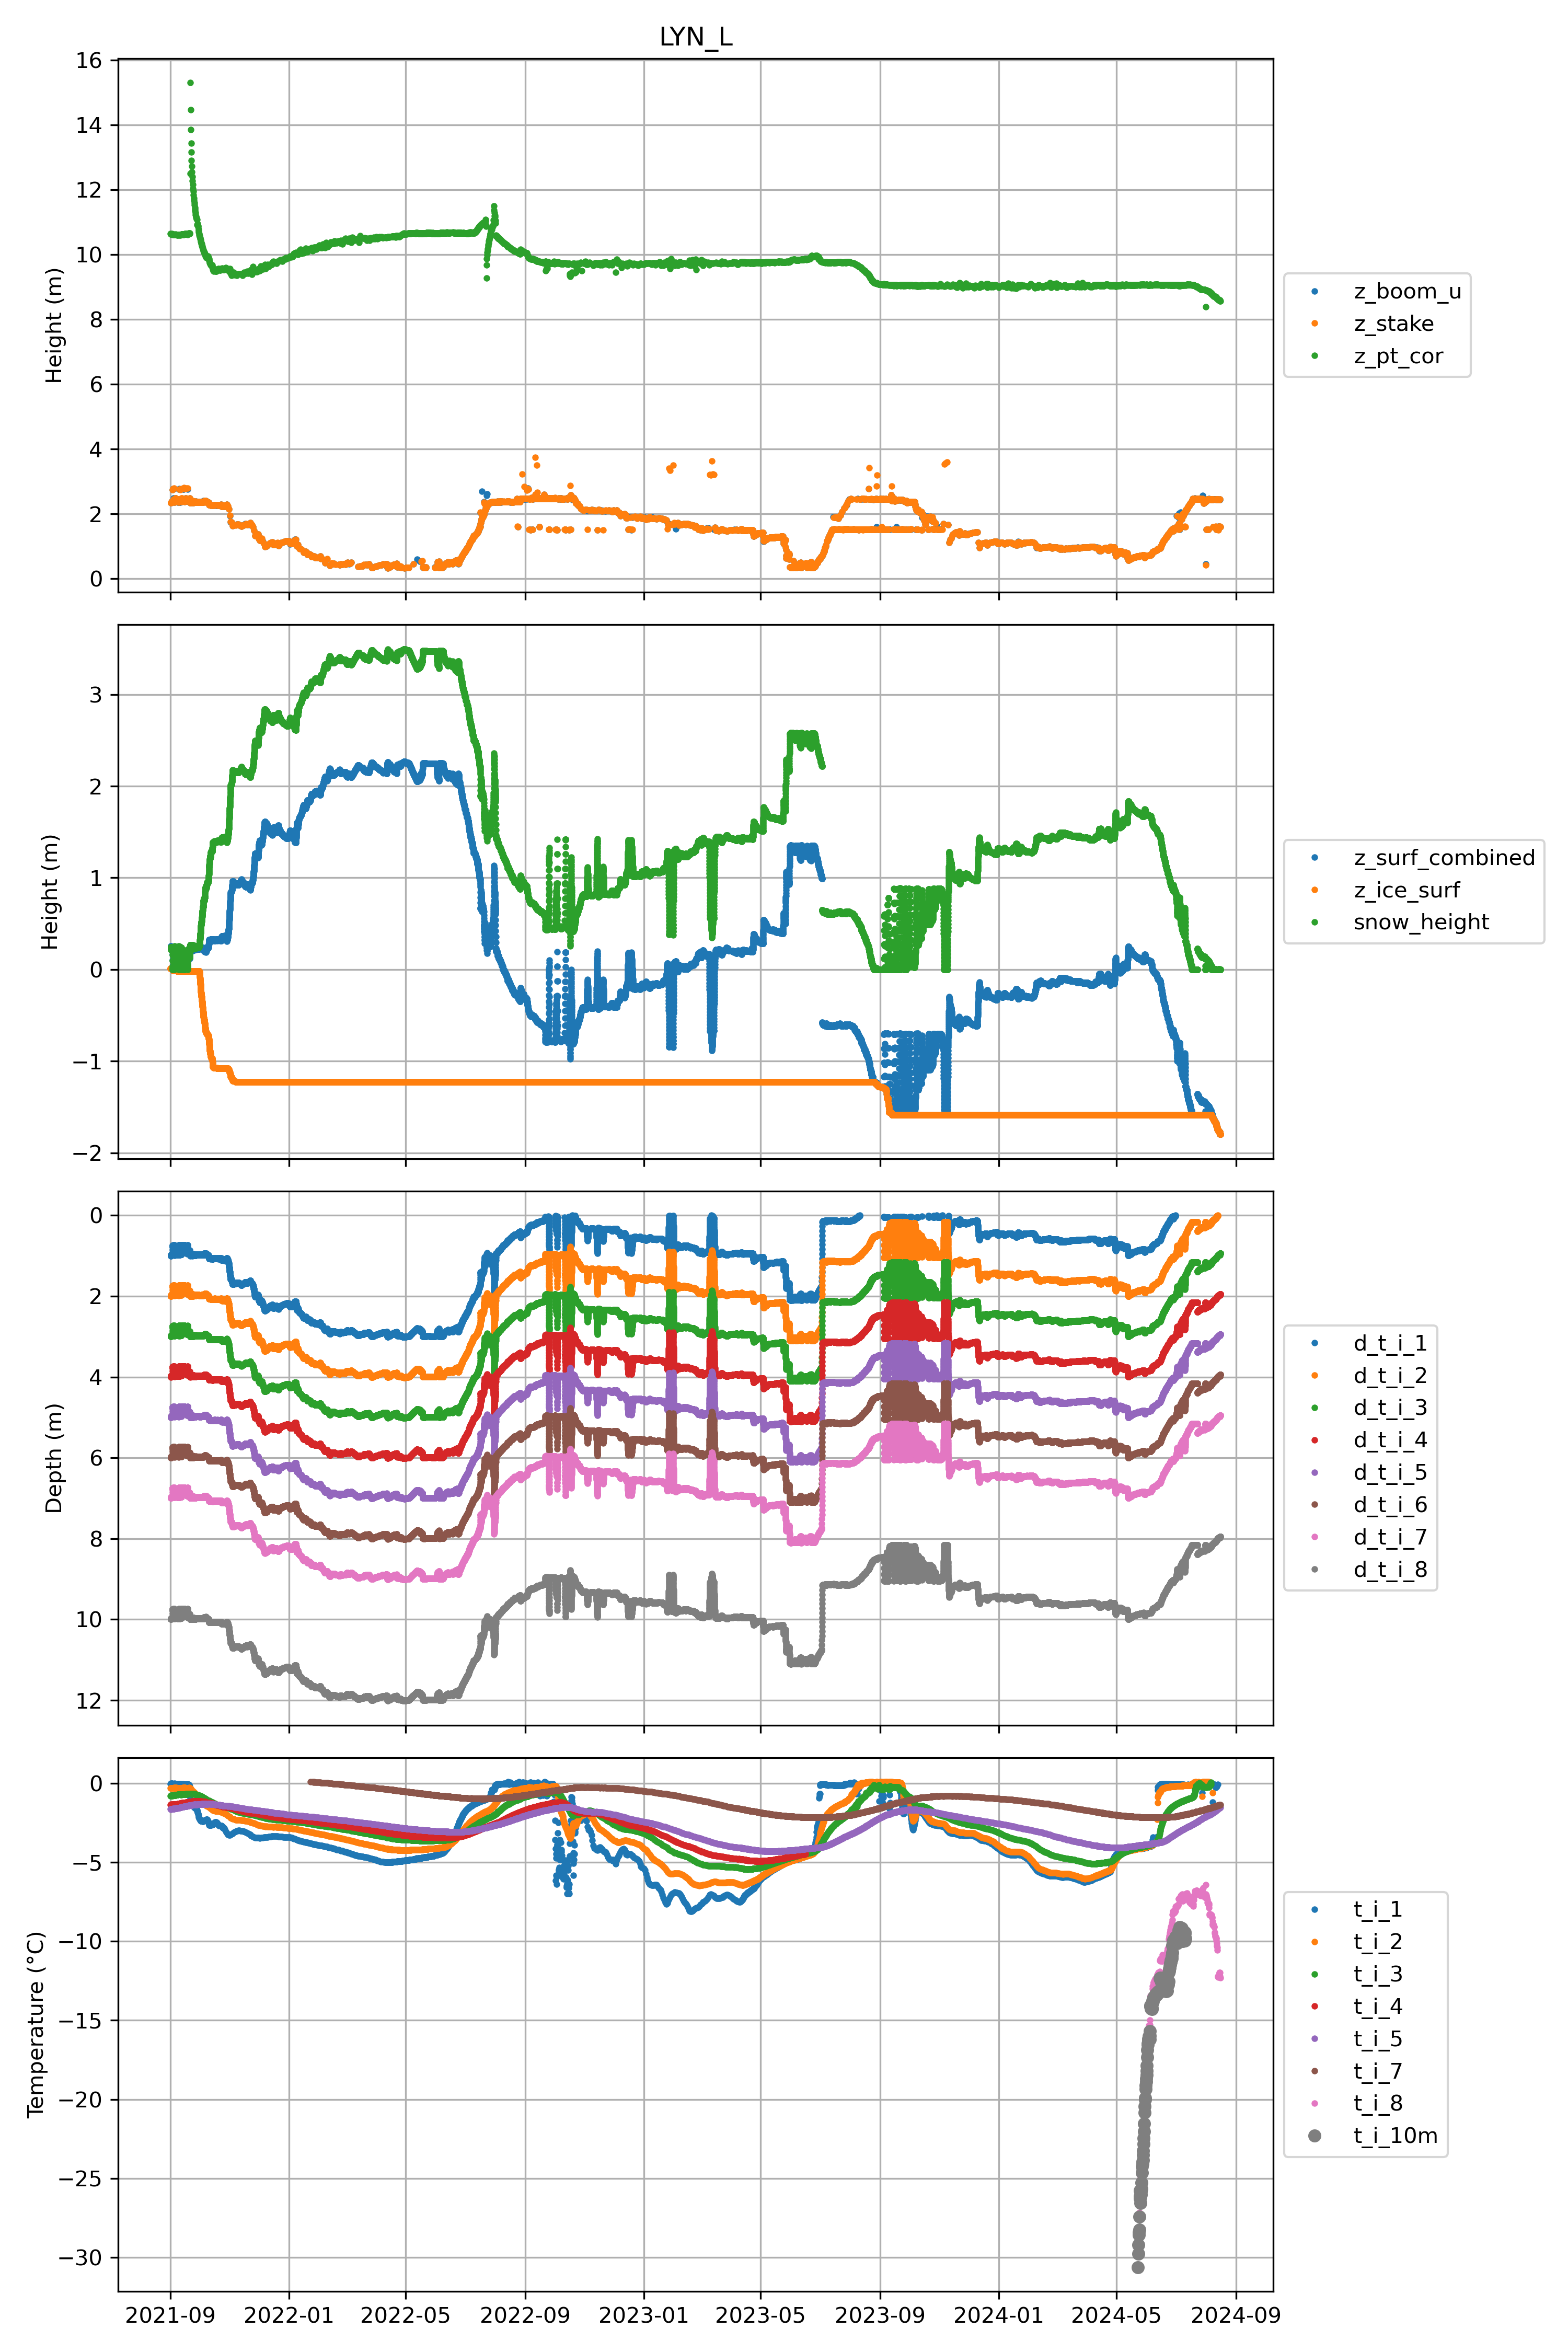 LYN_L
16
14
12
10
8
6
4
2
0
Height (m)
z_boom_u
z_stake
z_pt_cor
3
2
1
0
−1
−2
Height (m)
z_surf_combined
z_ice_surf
snow_height
0
2
4
6
8
10
12
Depth (m)
d_t_i_1
d_t_i_2
d_t_i_3
d_t_i_4
d_t_i_5
d_t_i_6
d_t_i_7
d_t_i_8
0
−5
−10
−15
−20
−25
−30
Temperature (°C)
t_i_1
t_i_2
t_i_3
t_i_4
t_i_5
t_i_7
t_i_8
t_i_10m
2021-09 2022-01 2022-05 2022-09 2023-01 2023-05 2023-09 2024-01 2024-05 2024-09